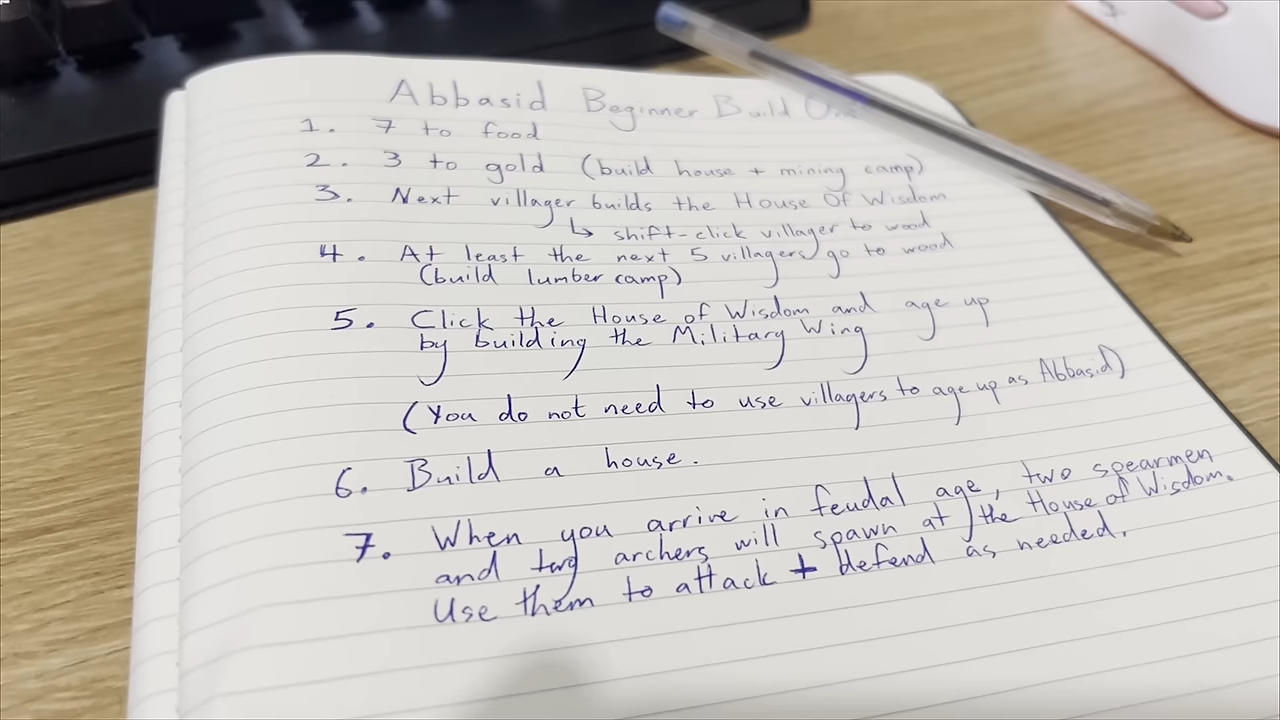 Abbasid Beginner Build
1. 7 to food
2. 3 to gold (build house + mining camp)
3. Next villager builds the House Of Wisdom
↳ shift-click villager to wood
4. At least the next 5 villagers go to wood
(build lumber camp)
5. Click the House of Wisdom and age up
by building the Military Wing
(You do not need to use villagers to age up as Abbasid)
6. Build a house.
7. When you arrive in feudal age, two spearmen
and two archers will spawn at the House of Wisdom.
Use them to attack + defend as needed.